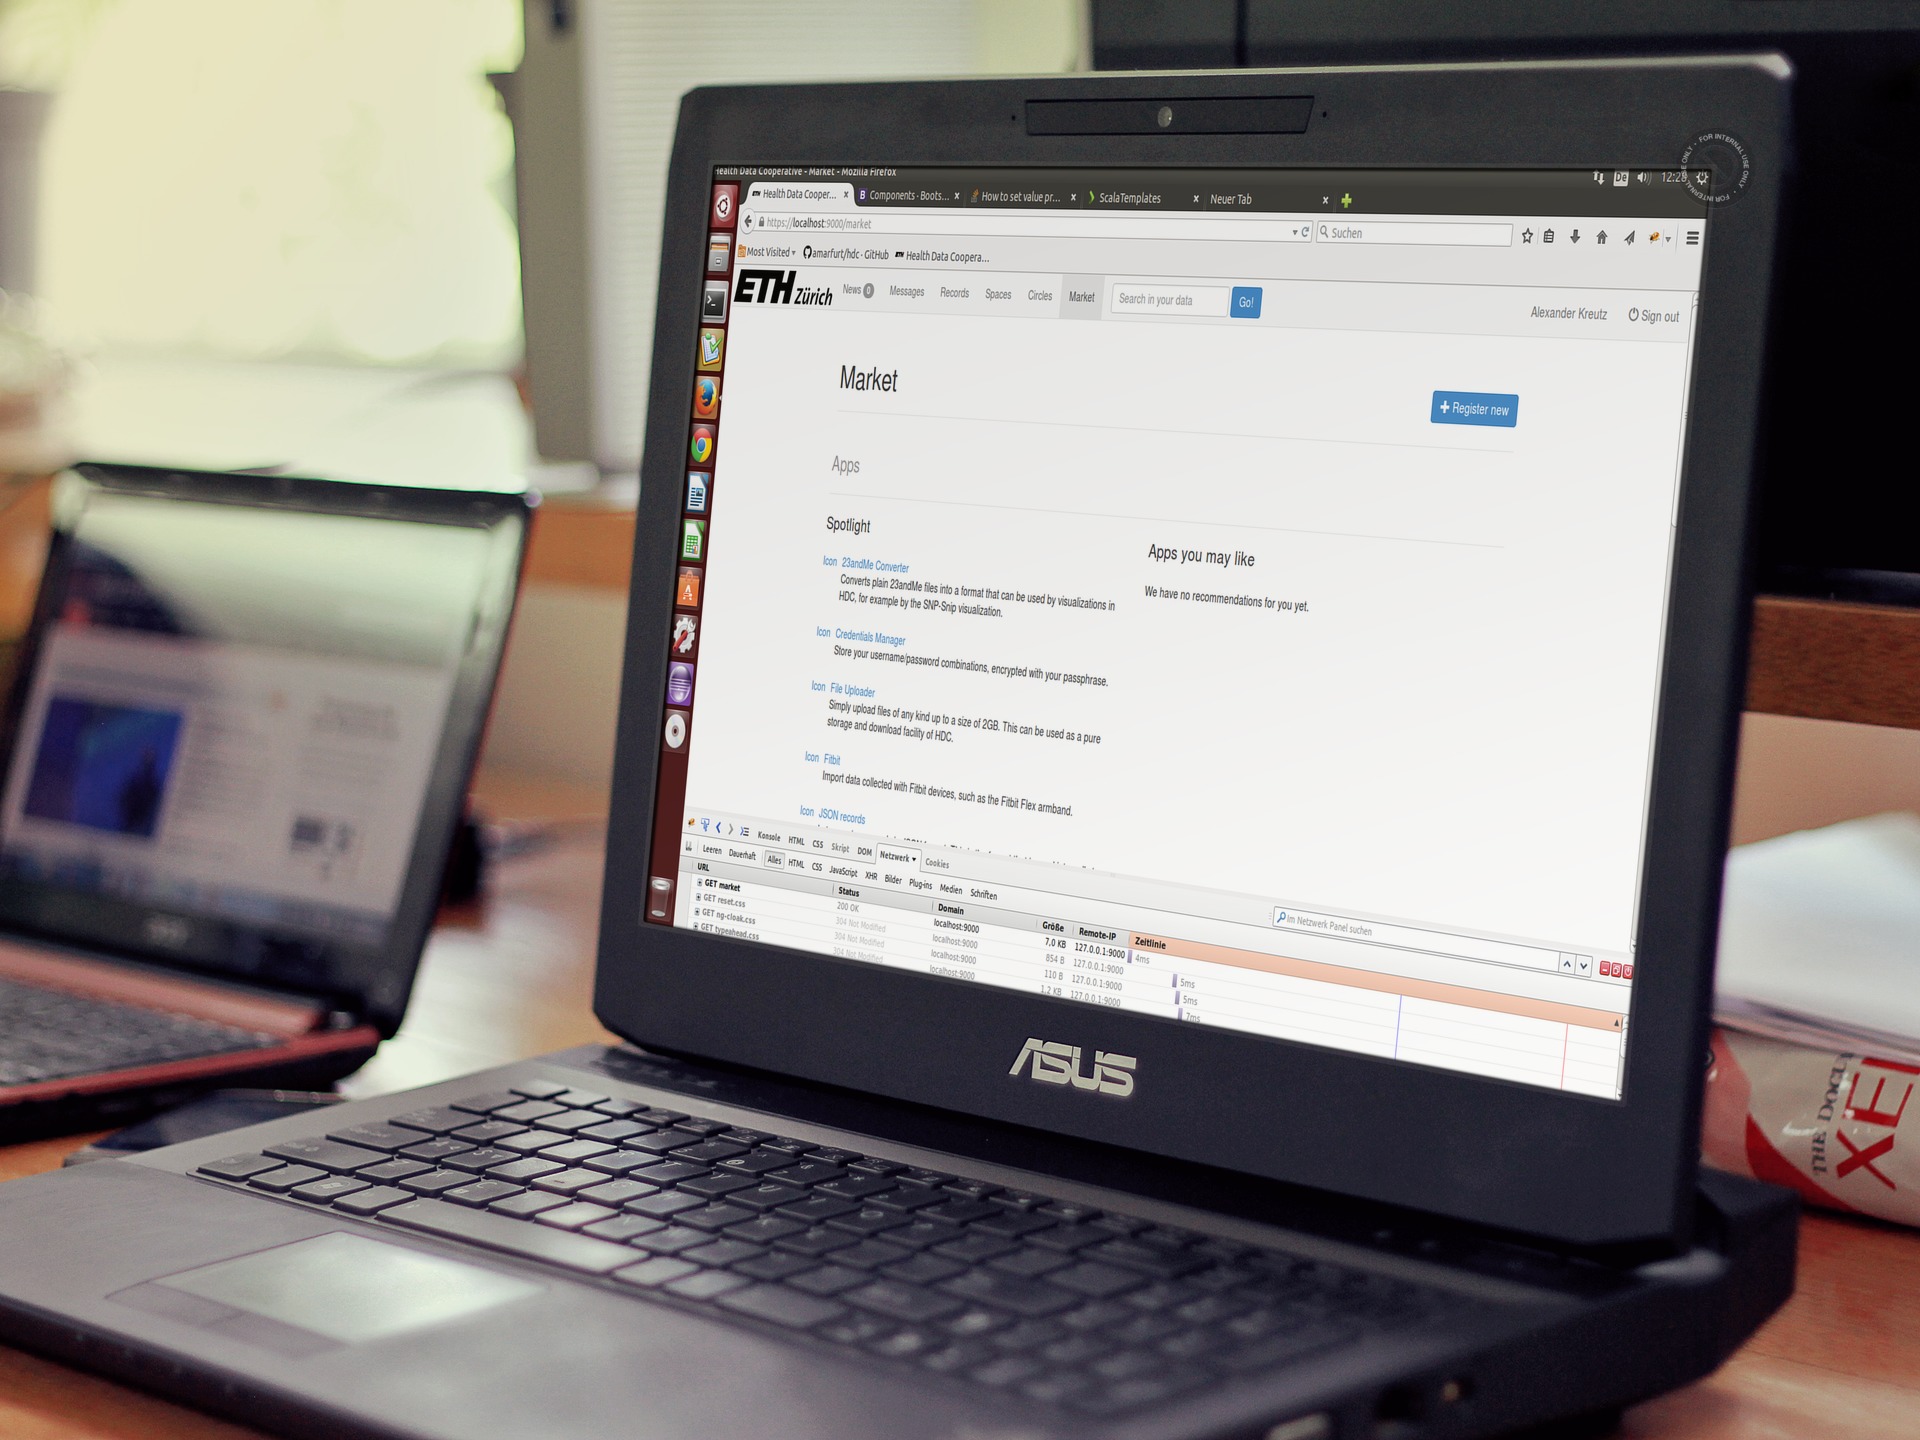 Health Data Cooperative - Market - Mozilla Firefox
De 12:28
Health Data Cooper... × Components · Boots... × How to set value pr... × ScalaTemplates × Neuer Tab ×
https://localhost:9000/market
Suchen
Most Visited amarfurt/hdc · GitHub Health Data Coopera...
ETH Zürich News 0 Messages Records Spaces Circles Market Search in your data Go!
Alexander Kreutz Sign out
Market
Register new
Apps
Spotlight
Icon 23andMe Converter
Converts plain 23andMe files into a format that can be used by visualizations in
HDC, for example by the SNP-Snip visualization.
Icon Credentials Manager
Store your username/password combinations, encrypted with your passphrase.
Icon File Uploader
Simply upload files of any kind up to a size of 2GB. This can be used as a pure
storage and download facility of HDC.
Icon Fitbit
Import data collected with Fitbit devices, such as the Fitbit Flex armband.
Icon JSON records
Apps you may like
We have no recommendations for you yet.
Konsole HTML CSS Skript DOM Netzwerk Cookies
Leeren Dauerhaft Alles HTML CSS JavaScript XHR Bilder Plug-ins Medien Schriften
Im Netzwerk Panel suchen
URL Status Domain Größe Remote-IP Zeitlinie
GET market 200 OK localhost:9000 7,0 KB 127.0.0.1:9000 4ms
GET reset.css 304 Not Modified localhost:9000 854 B 127.0.0.1:9000 5ms
GET ng-cloak.css 304 Not Modified localhost:9000 110 B 127.0.0.1:9000 5ms
GET typeahead.css 304 Not Modified localhost:9000 1,2 KB 127.0.0.1:9000 7ms
ASUS
THE DOCU
XE
FOR INTERNAL USE ONLY • FOR INTERNAL USE ONLY •